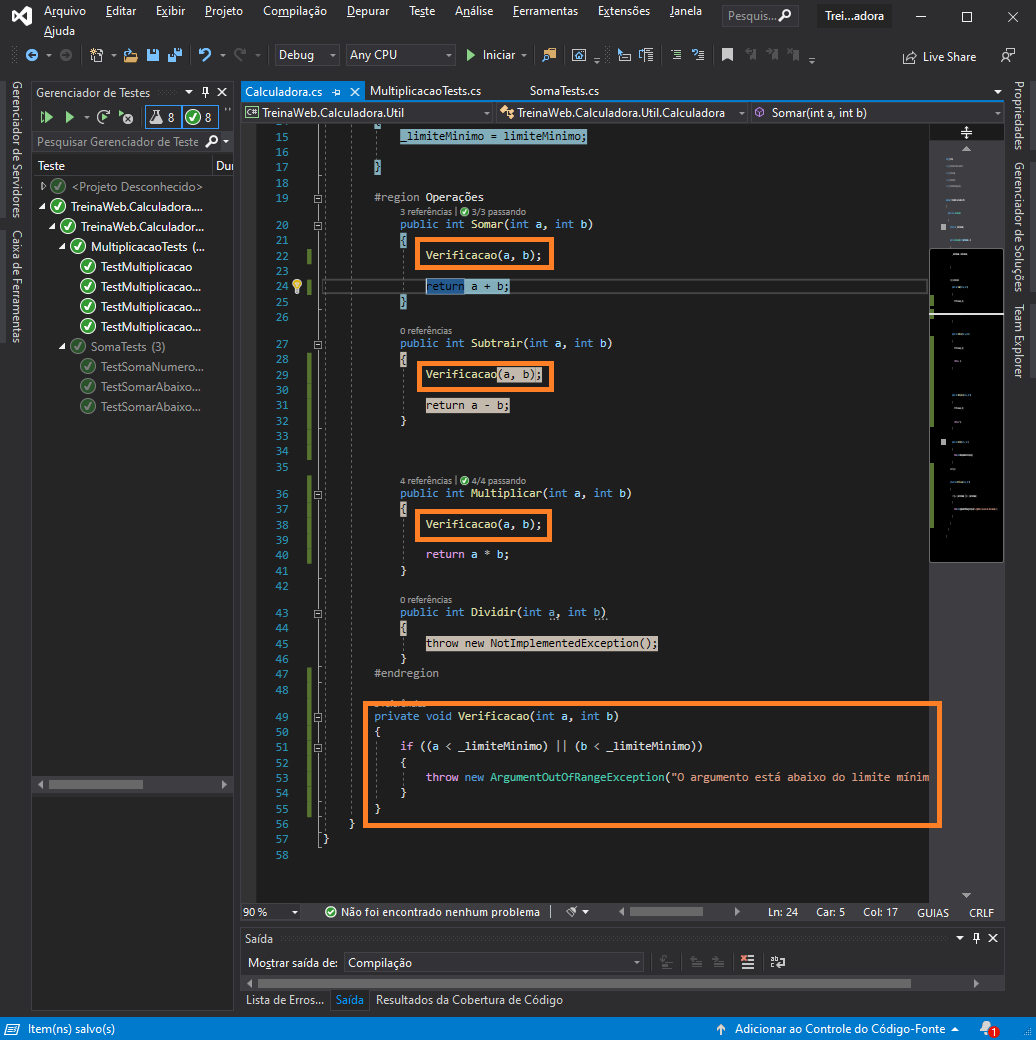 Arquivo Editar Exibir Projeto Compilação Depurar Teste Análise Ferramentas Extensões Janela Pesquis... Trei...adora
Ajuda
Debug Any CPU Iniciar Live Share
Gerenciador de Servidores
Caixa de Ferramentas
Gerenciador de Testes
8 8
Pesquisar Gerenciador de Teste
Teste Dur
<Projeto Desconhecido>
TreinaWeb.Calculadora....
TreinaWeb.Calculador...
MultiplicacaoTests (...
TestMultiplicacao
TestMultiplicacao...
TestMultiplicacao...
TestMultiplicacao...
SomaTests (3)
TestSomaNumero...
TestSomarAbaixo...
TestSomarAbaixo...
Calculadora.cs MultiplicacaoTests.cs SomaTests.cs
TreinaWeb.Calculadora.Util TreinaWeb.Calculadora.Util.Calculadora Somar(int a, int b)
15 _limiteMinimo = limiteMinimo;
16
17 }
18
19 #region Operações
3 referências | 3/3 passando
20 public int Somar(int a, int b)
21 {
22 Verificacao(a, b);
23
24 return a + b;
25 }
26
0 referências
27 public int Subtrair(int a, int b)
28 {
29 Verificacao(a, b);
30
31 return a - b;
32 }
33
34
35
4 referências | 4/4 passando
36 public int Multiplicar(int a, int b)
37 {
38 Verificacao(a, b);
39
40 return a * b;
41 }
42
0 referências
43 public int Dividir(int a, int b)
44 {
45 throw new NotImplementedException();
46 }
47 #endregion
48
49 private void Verificacao(int a, int b)
50 {
51 if ((a < _limiteMinimo) || (b < _limiteMinimo))
52 {
53 throw new ArgumentOutOfRangeException("O argumento está abaixo do limite mínim
54 }
55 }
56 }
57 }
58
90 % Não foi encontrado nenhum problema Ln: 24 Car: 5 Col: 17 GUIAS CRLF
Saída
Mostrar saída de: Compilação
Lista de Erros... Saída Resultados da Cobertura de Código
Propriedades
Gerenciador de Soluções
Team Explorer
Item(ns) salvo(s) Adicionar ao Controle do Código-Fonte 1